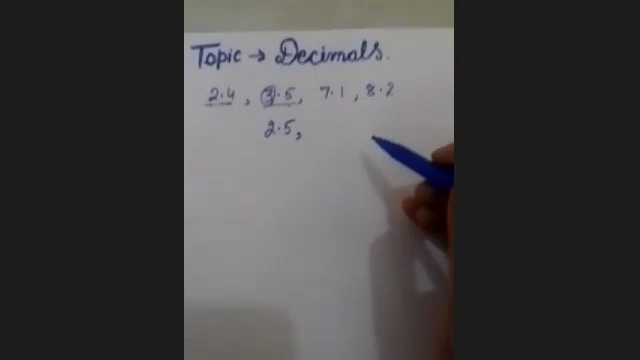 Topic → Decimals.
2.4, 3.5, 7.1, 8.2
2.5,